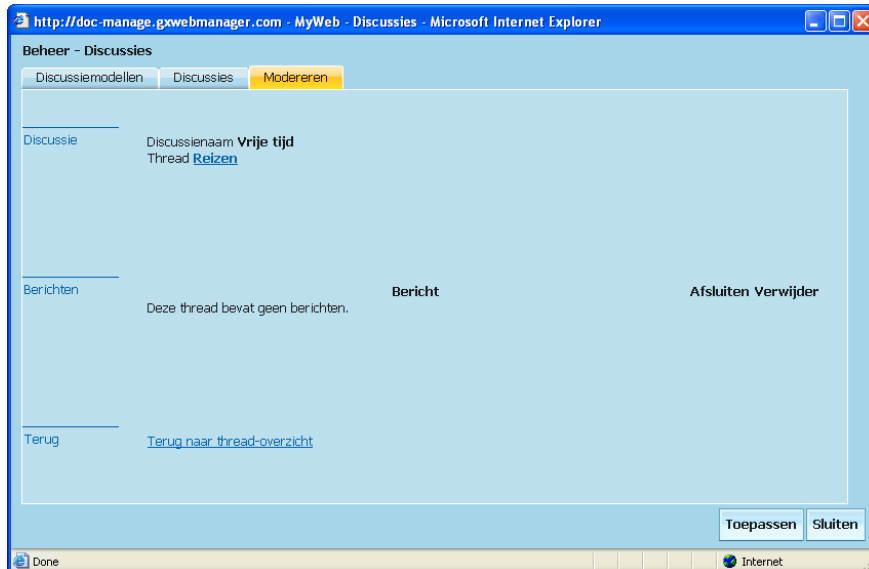 http://doc-manage.gxwebmanager.com - MyWeb - Discussies - Microsoft Internet Explorer
Beheer - Discussies
Discussiemodellen Discussies Modereren
Discussie
Discussienaam Vrije tijd
Thread Reizen
Berichten
Bericht Afsluiten Verwijder
Deze thread bevat geen berichten.
Terug
Terug naar thread-overzicht
Toepassen Sluiten
Done Internet